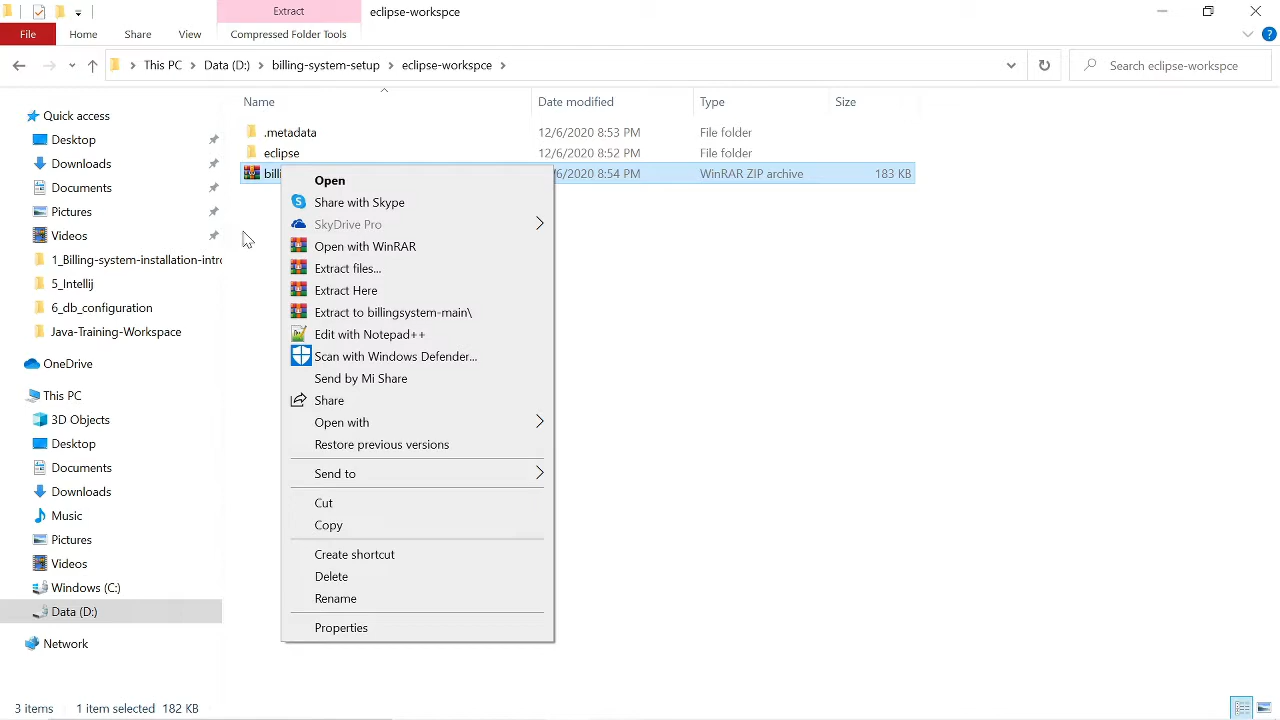 Extract
eclipse-workspce
File
Home
Share
View
Compressed Folder Tools
?
This PC
Data (D:)
billing-system-setup
eclipse-workspce
Search eclipse-workspce
Name
Date modified
Type
Size
Quick access
Desktop
Downloads
Documents
Pictures
Videos
1_Billing-system-installation-intro
5_Intellij
6_db_configuration
Java-Training-Workspace
OneDrive
This PC
3D Objects
Desktop
Documents
Downloads
Music
Pictures
Videos
Windows (C:)
Data (D:)
Network
.metadata
12/6/2020 8:53 PM
File folder
eclipse
12/6/2020 8:52 PM
File folder
billi
/6/2020 8:54 PM
WinRAR ZIP archive
183 KB
Open
Share with Skype
SkyDrive Pro
Open with WinRAR
Extract files...
Extract Here
Extract to billingsystem-main\
Edit with Notepad++
Scan with Windows Defender...
Send by Mi Share
Share
Open with
Restore previous versions
Send to
Cut
Copy
Create shortcut
Delete
Rename
Properties
3 items
1 item selected
182 KB